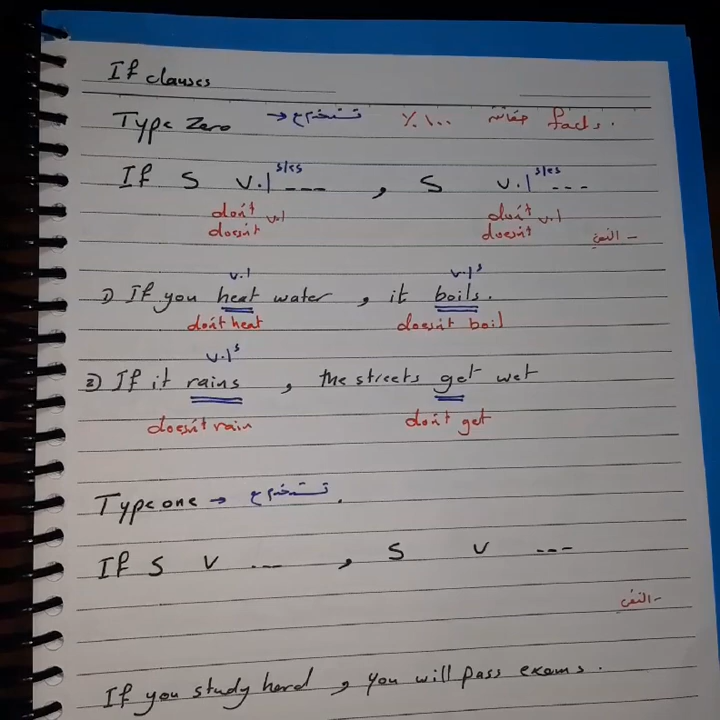 If clauses
Type Zero → تستخدم ٪١٠٠ حقائق facts.
s/es s/es
If S v.1 --- , S v.1 ---
don't v.1 don't v.1
doesn't doesn't - النفي
v.1 v.1s
1) If you heat water , it boils.
don't heat doesn't boil
v.1s
2) If it rains , the streets get wet
doesn't rain don't get
Type one → تستخدم .
If S v --- , S v ---
- النفي
If you study hard , you will pass exams.